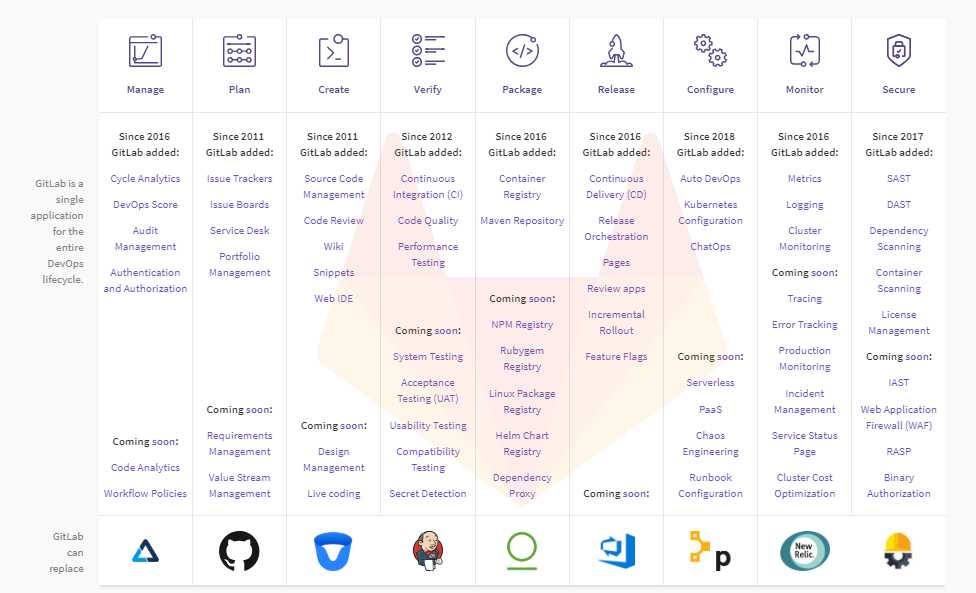 Manage
Plan
Create
Verify
Package
Release
Configure
Monitor
Secure
GitLab is a
single
application
for the
entire
DevOps
lifecycle.
Since 2016
GitLab added:
Cycle Analytics
DevOps Score
Audit
Management
Authentication
and Authorization
Coming soon:
Code Analytics
Workflow Policies
Since 2011
GitLab added:
Issue Trackers
Issue Boards
Service Desk
Portfolio
Management
Coming soon:
Requirements
Management
Value Stream
Management
Since 2011
GitLab added:
Source Code
Management
Code Review
Wiki
Snippets
Web IDE
Coming soon:
Design
Management
Live coding
Since 2012
GitLab added:
Continuous
Integration (CI)
Code Quality
Performance
Testing
Coming soon:
System Testing
Acceptance
Testing (UAT)
Usability Testing
Compatibility
Testing
Secret Detection
Since 2016
GitLab added:
Container
Registry
Maven Repository
Coming soon:
NPM Registry
Rubygem
Registry
Linux Package
Registry
Helm Chart
Registry
Dependency
Proxy
Since 2016
GitLab added:
Continuous
Delivery (CD)
Release
Orchestration
Pages
Review apps
Incremental
Rollout
Feature Flags
Coming soon:
Since 2018
GitLab added:
Auto DevOps
Kubernetes
Configuration
ChatOps
Coming soon:
Serverless
PaaS
Chaos
Engineering
Runbook
Configuration
Since 2016
GitLab added:
Metrics
Logging
Cluster
Monitoring
Coming soon:
Tracing
Error Tracking
Production
Monitoring
Incident
Management
Service Status
Page
Cluster Cost
Optimization
Since 2017
GitLab added:
SAST
DAST
Dependency
Scanning
Container
Scanning
License
Management
Coming soon:
IAST
Web Application
Firewall (WAF)
RASP
Binary
Authorization
GitLab
can
replace
p
New
Relic.